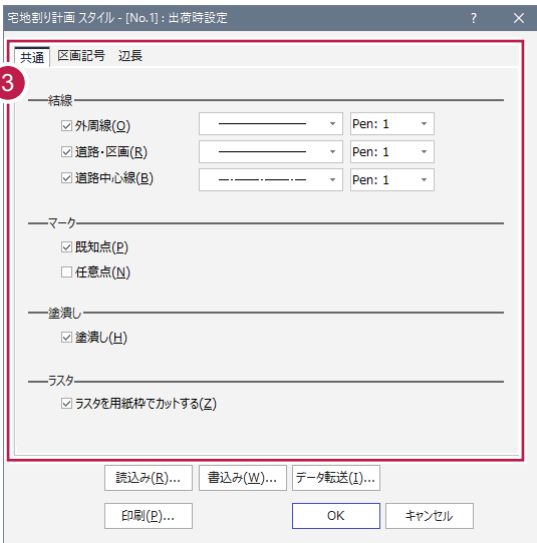 宅地割り計画 スタイル - [No.1] : 出荷時設定 ? ×
共通 区画記号 辺長
3
結線
外周線(O) Pen: 1
道路・区画(R) Pen: 1
道路中心線(B) Pen: 1
マーク
既知点(P)
任意点(N)
塗潰し
塗潰し(H)
ラスタ
ラスタを用紙枠でカットする(Z)
読込み(R)... 書込み(W)... データ転送(I)...
印刷(P)... OK キャンセル